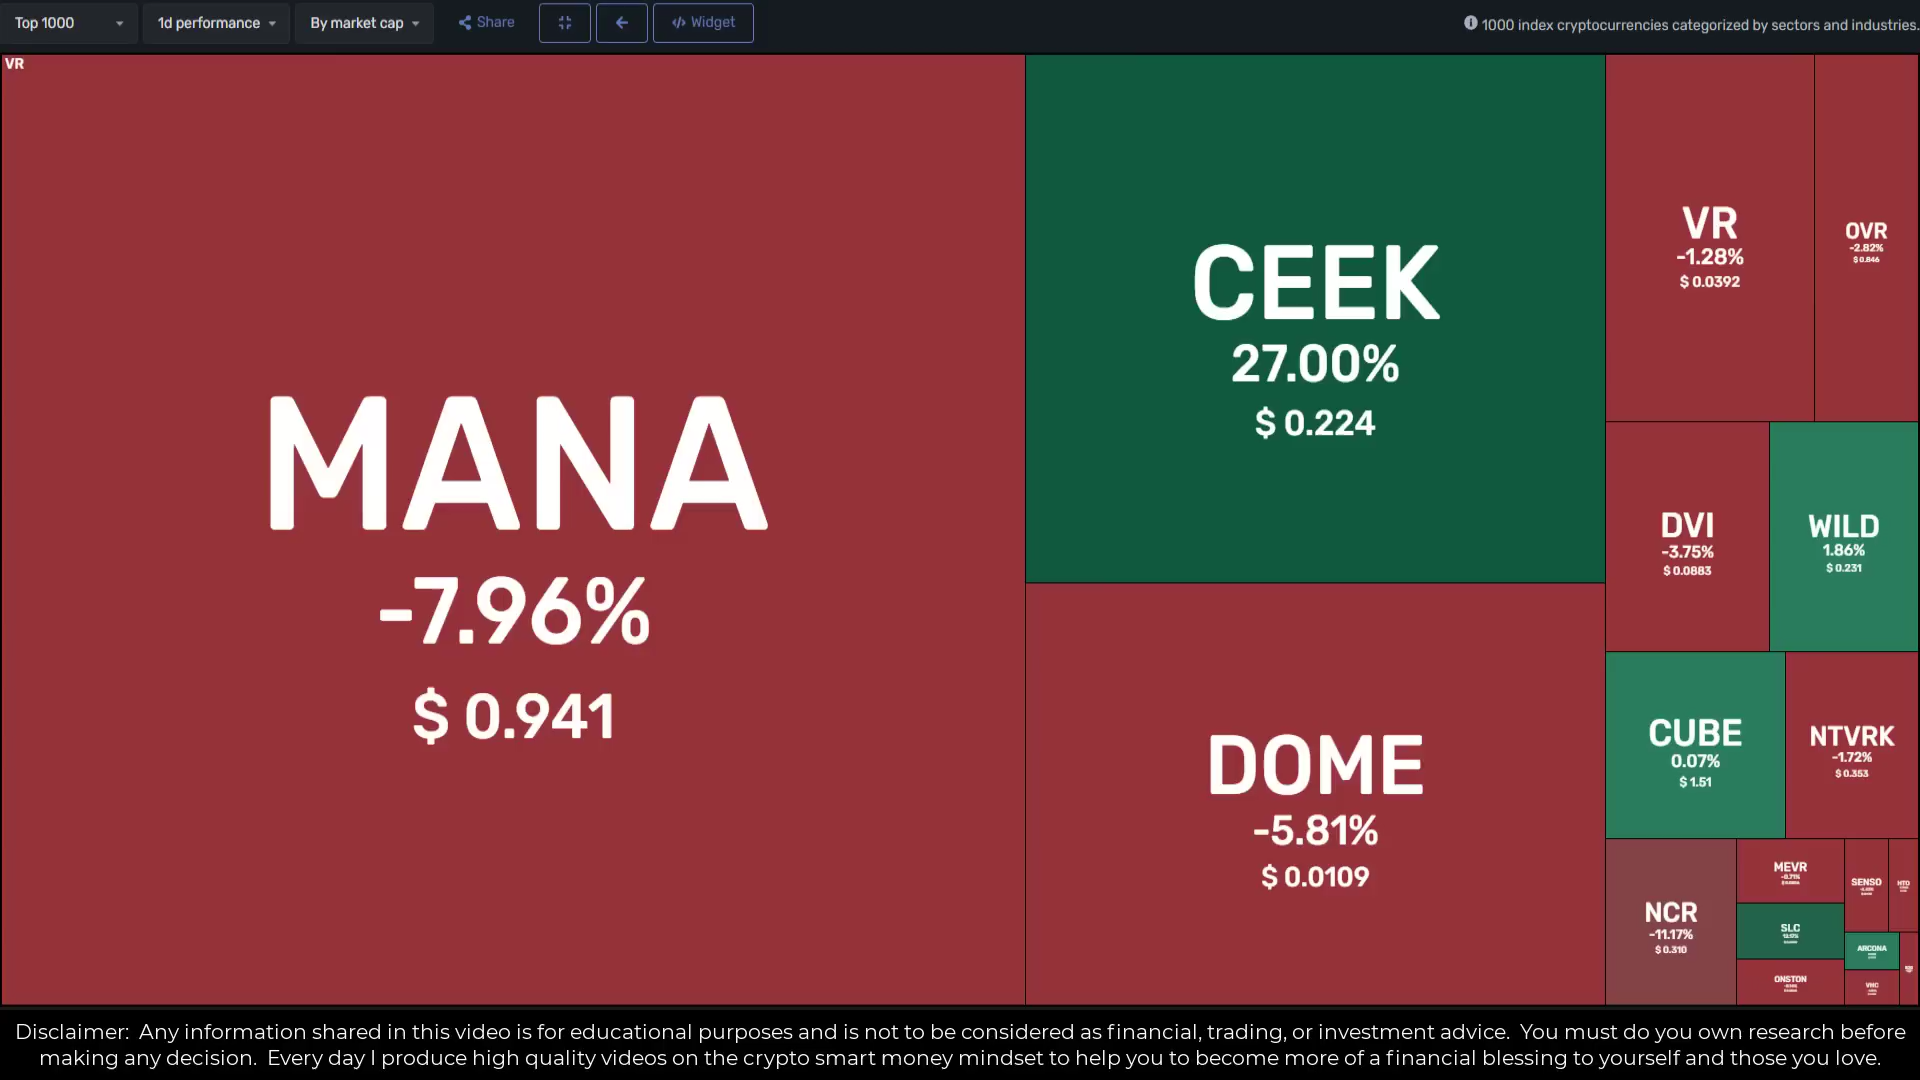 Top 1000
1d performance
By market cap
Share
Widget
1000 index cryptocurrencies categorized by sectors and industries.
VR
MANA
-7.96%
$ 0.941
CEEK
27.00%
$ 0.224
DOME
-5.81%
$ 0.0109
VR
-1.28%
$ 0.0392
OVR
-2.82%
$ 0.846
DVI
-3.75%
$ 0.0883
WILD
1.86%
$ 0.231
CUBE
0.07%
$ 1.51
NTVRK
-1.72%
$ 0.353
NCR
-11.17%
$ 0.310
MEVR
SLC
ONSTON
SENSO
ARCONA
VHC
Disclaimer: Any information shared in this video is for educational purposes and is not to be considered as financial, trading, or investment advice. You must do you own research before
making any decision. Every day I produce high quality videos on the crypto smart money mindset to help you to become more of a financial blessing to yourself and those you love.